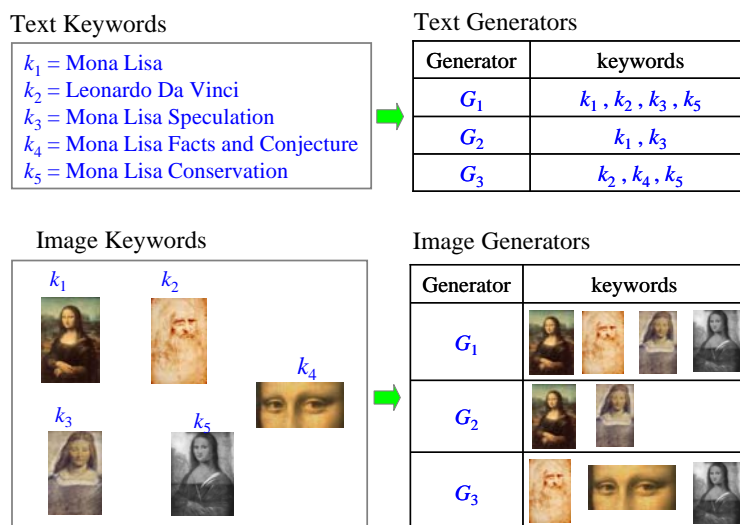 Text Keywords
k1 = Mona Lisa
k2 = Leonardo Da Vinci
k3 = Mona Lisa Speculation
k4 = Mona Lisa Facts and Conjecture
k5 = Mona Lisa Conservation
Text Generators
Generator keywords
G1 k1 , k2 , k3 , k5
G2 k1 , k3
G3 k2 , k4 , k5
Image Keywords
k1 k2
k4
k3 k5
Image Generators
Generator keywords
G1
G2
G3